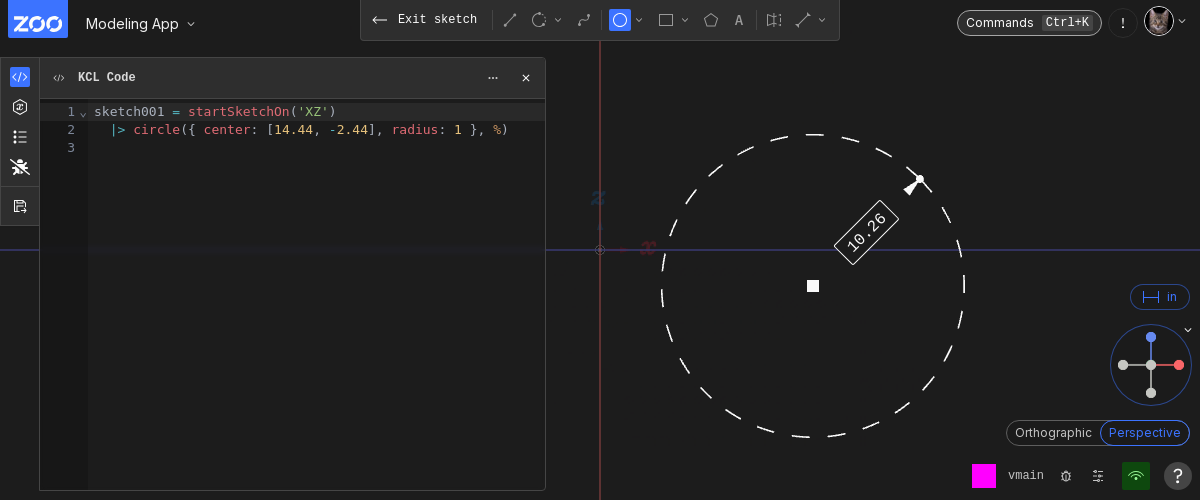 ZOO
Modeling App
Exit sketch
A
Commands Ctrl+K
!
KCL Code
1 sketch001 = startSketchOn('XZ')
2 |> circle({ center: [14.44, -2.44], radius: 1 }, %)
3
z
x
10.26
in
Orthographic Perspective
vmain
?